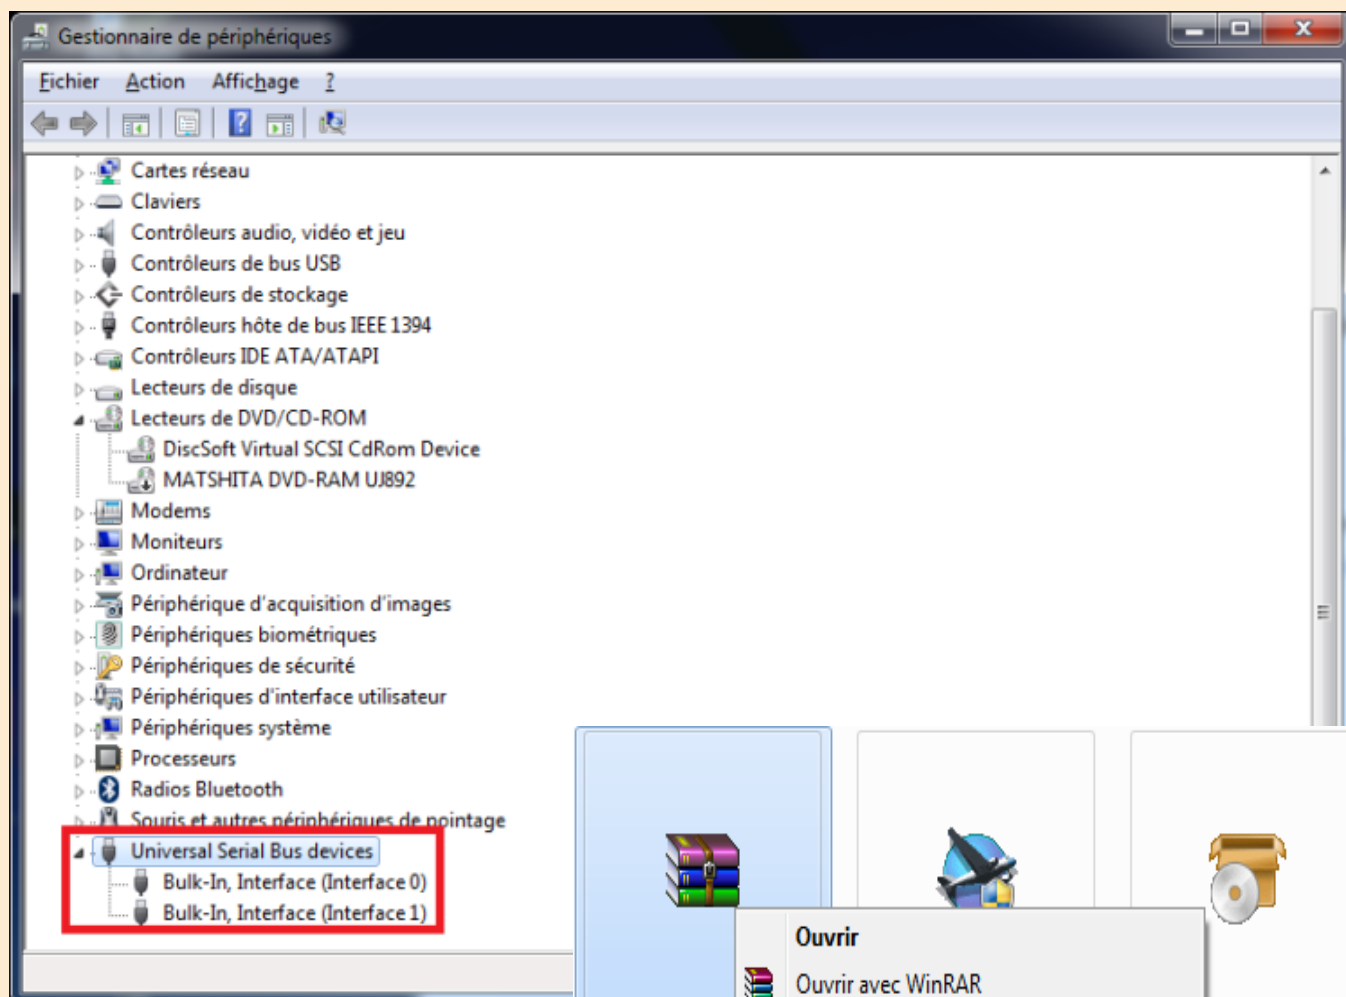 Gestionnaire de périphériques
Fichier Action Affichage ?
Cartes réseau
Claviers
Contrôleurs audio, vidéo et jeu
Contrôleurs de bus USB
Contrôleurs de stockage
Contrôleurs hôte de bus IEEE 1394
Contrôleurs IDE ATA/ATAPI
Lecteurs de disque
Lecteurs de DVD/CD-ROM
DiscSoft Virtual SCSI CdRom Device
MATSHITA DVD-RAM UJ892
Modems
Moniteurs
Ordinateur
Périphérique d'acquisition d'images
Périphériques biométriques
Périphériques de sécurité
Périphériques d'interface utilisateur
Périphériques système
Processeurs
Radios Bluetooth
Souris et autres périphériques de pointage
Universal Serial Bus devices
Bulk-In, Interface (Interface 0)
Bulk-In, Interface (Interface 1)
Ouvrir
Ouvrir avec WinRAR